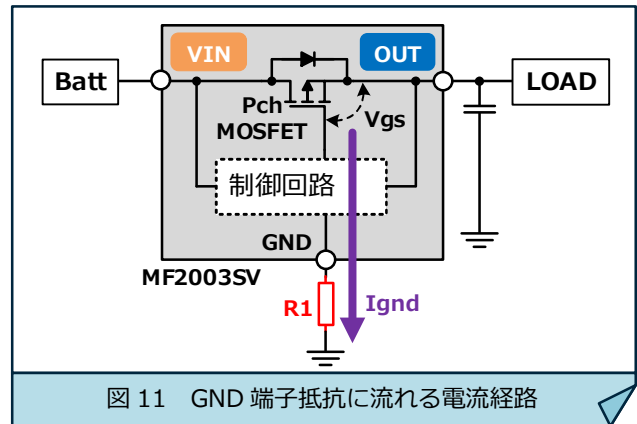 VIN
OUT
Batt
LOAD
Pch
MOSFET
Vgs
制御回路
GND
MF2003SV
R1
Ignd
図 11 GND 端子抵抗に流れる電流経路